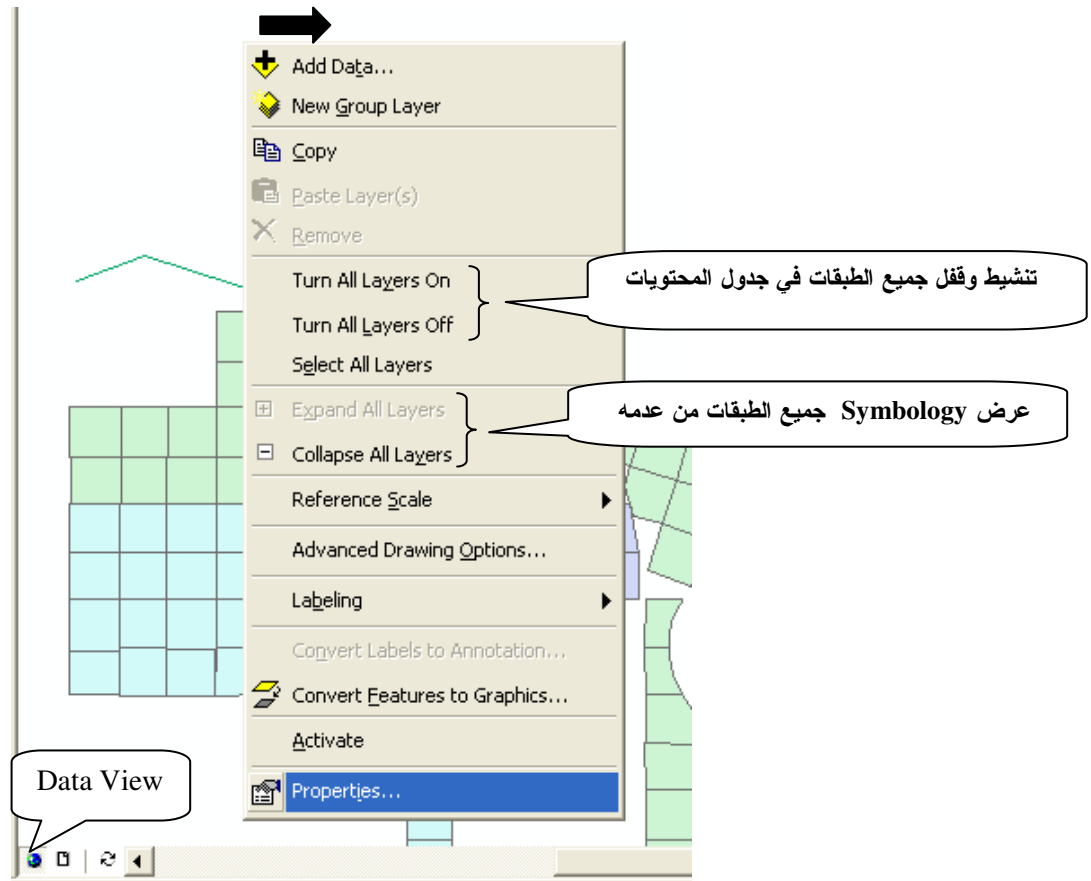 Add Data...
New Group Layer
Copy
Paste Layer(s)
Remove
Turn All Layers On
تنشيط وقفل جميع الطبقات في جدول المحتويات
Turn All Layers Off
Select All Layers
Expand All Layers
عرض Symbology جميع الطبقات من عدمه
Collapse All Layers
Reference Scale
Advanced Drawing Options...
Labeling
Convert Labels to Annotation...
Convert Features to Graphics...
Activate
Data View
Properties...